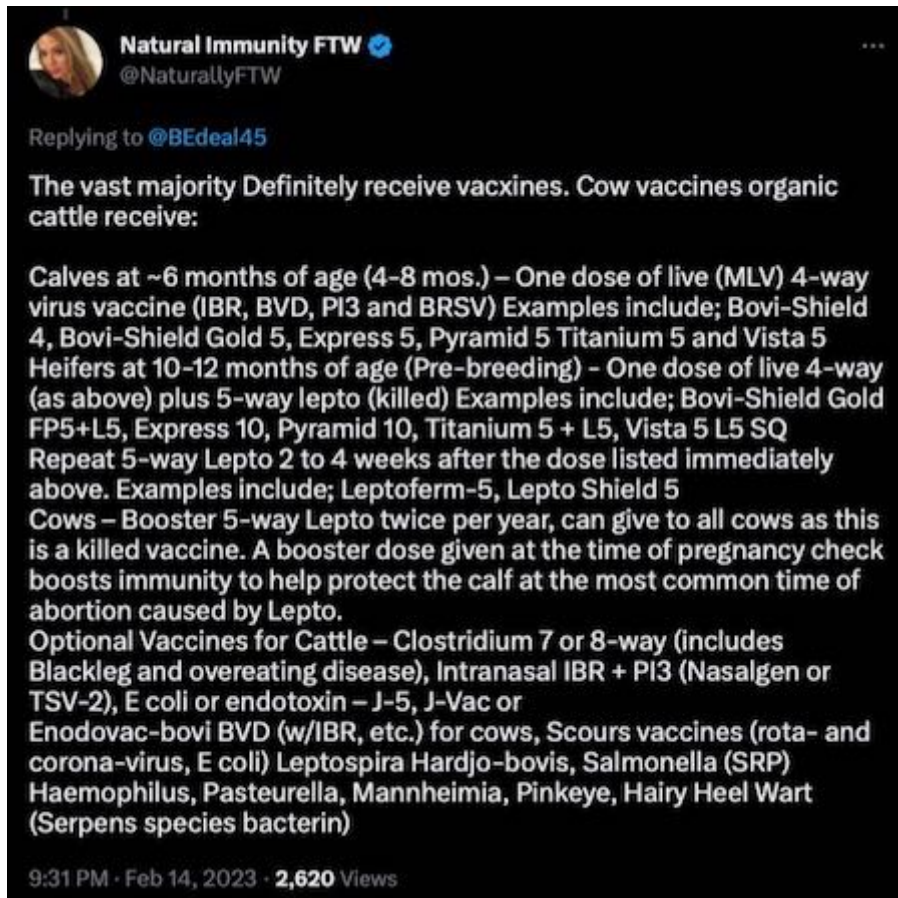 Natural Immunity FTW
@NaturallyFTW
Replying to @BEdeal45
The vast majority Definitely receive vacxines. Cow vaccines organic
cattle receive:
Calves at ~6 months of age (4-8 mos.) – One dose of live (MLV) 4-way
virus vaccine (IBR, BVD, PI3 and BRSV) Examples include; Bovi-Shield
4, Bovi-Shield Gold 5, Express 5, Pyramid 5 Titanium 5 and Vista 5
Heifers at 10-12 months of age (Pre-breeding) - One dose of live 4-way
(as above) plus 5-way lepto (killed) Examples include; Bovi-Shield Gold
FP5+L5, Express 10, Pyramid 10, Titanium 5 + L5, Vista 5 L5 SQ
Repeat 5-way Lepto 2 to 4 weeks after the dose listed immediately
above. Examples include; Leptoferm-5, Lepto Shield 5
Cows – Booster 5-way Lepto twice per year, can give to all cows as this
is a killed vaccine. A booster dose given at the time of pregnancy check
boosts immunity to help protect the calf at the most common time of
abortion caused by Lepto.
Optional Vaccines for Cattle – Clostridium 7 or 8-way (includes
Blackleg and overeating disease), Intranasal IBR + PI3 (Nasalgen or
TSV-2), E coli or endotoxin – J-5, J-Vac or
Enodovac-bovi BVD (w/IBR, etc.) for cows, Scours vaccines (rota- and
corona-virus, E coli) Leptospira Hardjo-bovis, Salmonella (SRP)
Haemophilus, Pasteurella, Mannheimia, Pinkeye, Hairy Heel Wart
(Serpens species bacterin)
9:31 PM · Feb 14, 2023 · 2,620 Views